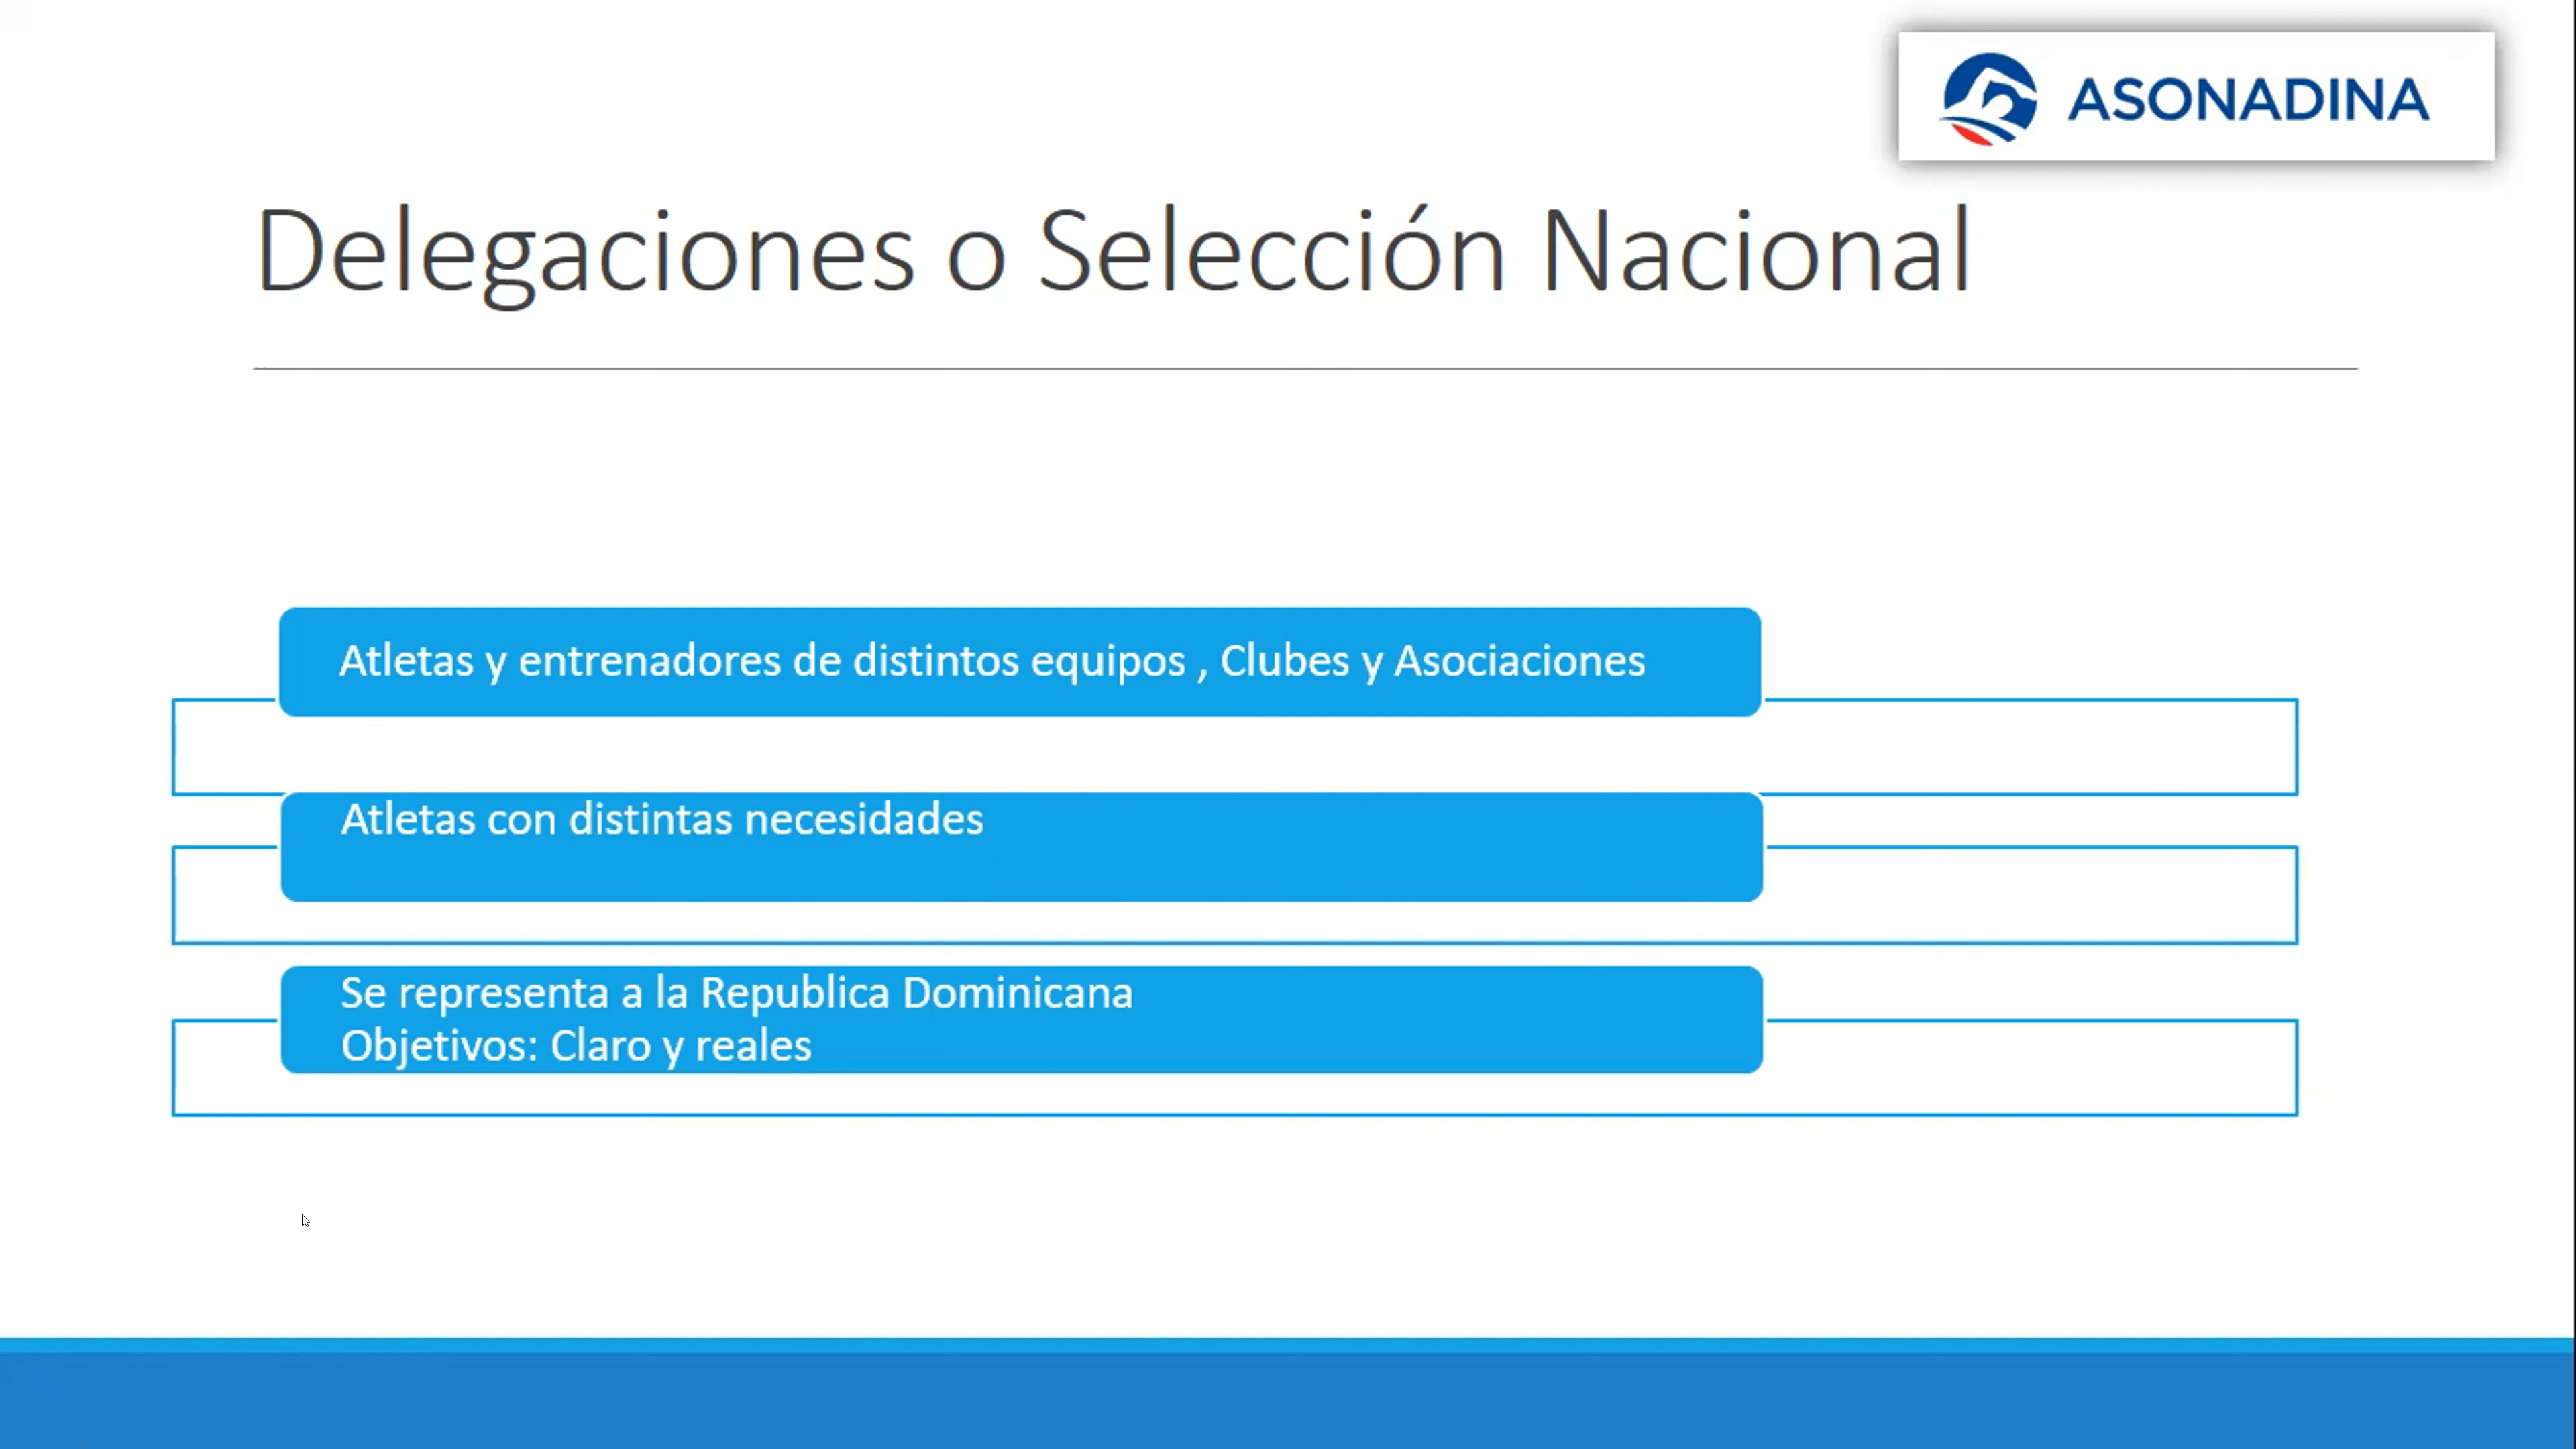 ASONADINA
Delegaciones o Selección Nacional
Atletas y entrenadores de distintos equipos , Clubes y Asociaciones
Atletas con distintas necesidades
Se representa a la Republica Dominicana
Objetivos: Claro y reales